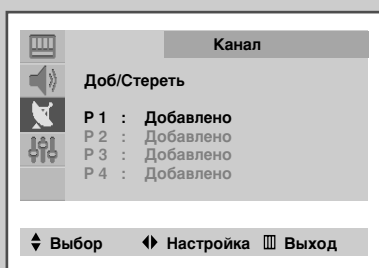 Канал
Доб/Стереть
P 1 : Добавлено
P 2 : Добавлено
P 3 : Добавлено
P 4 : Добавлено
Выбор Настройка Выход